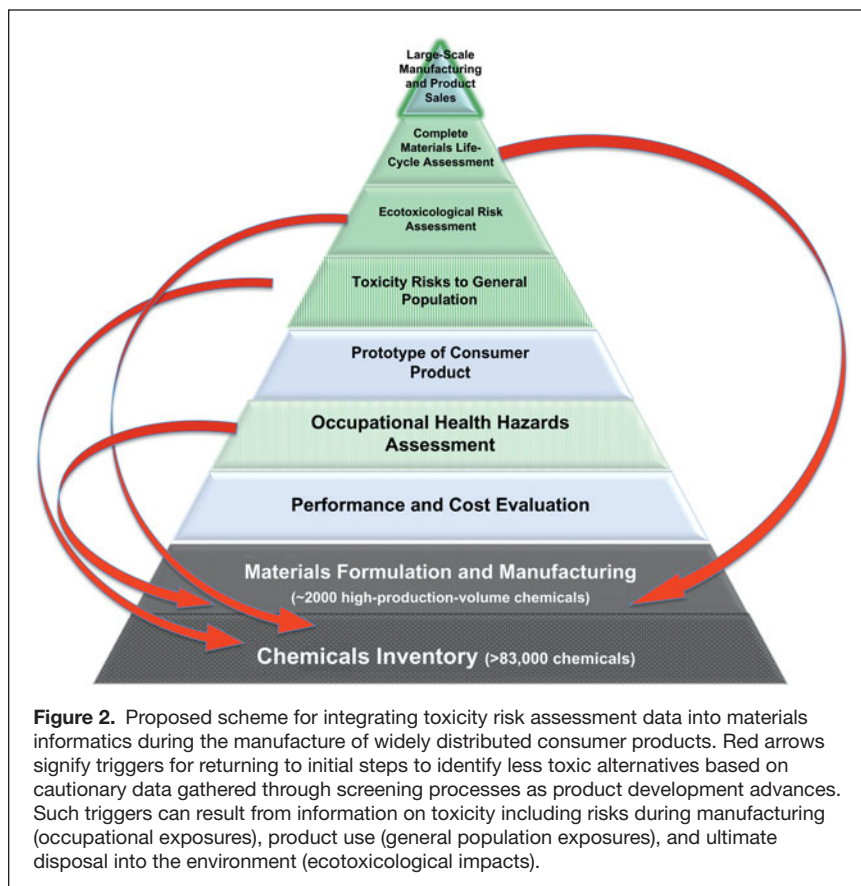 Large-Scale
Manufacturing
and Product
Sales
Complete
Materials Life-
Cycle Assessment
Ecotoxicological Risk
Assessment
Toxicity Risks to General
Population
Prototype of Consumer
Product
Occupational Health Hazards
Assessment
Performance and Cost Evaluation
Materials Formulation and Manufacturing
(~2000 high-production-volume chemicals)
Chemicals Inventory (>83,000 chemicals)
Figure 2. Proposed scheme for integrating toxicity risk assessment data into materials
informatics during the manufacture of widely distributed consumer products. Red arrows
signify triggers for returning to initial steps to identify less toxic alternatives based on
cautionary data gathered through screening processes as product development advances.
Such triggers can result from information on toxicity including risks during manufacturing
(occupational exposures), product use (general population exposures), and ultimate
disposal into the environment (ecotoxicological impacts).